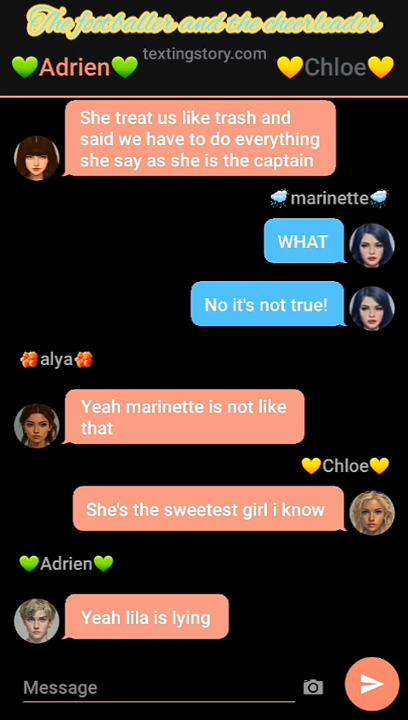 The footballer and the cheerleader
textingstory.com
💚Adrien💚 💛Chloe💛
She treat us like trash and
said we have to do everything
she say as she is the captain
🌧️marinette🌧️
WHAT
No it's not true!
🌺alya🌺
Yeah marinette is not like
that
💛Chloe💛
She's the sweetest girl i know
💚Adrien💚
Yeah lila is lying
Message